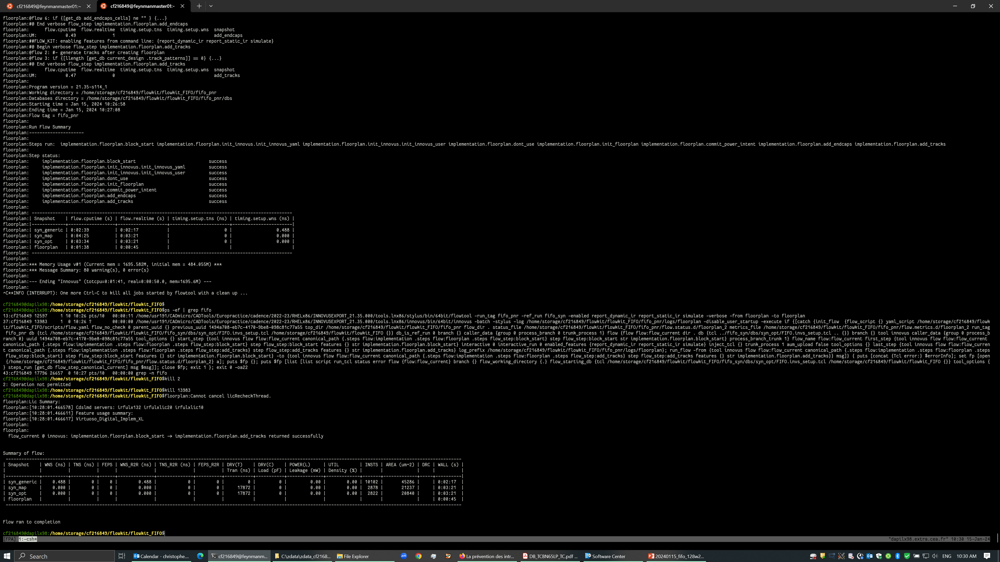 cf216849@feynmanmaster01:~
cf216849@feynmanmaster01:~
floorplan:@flow 6: if {[get_db add_endcaps_cells] ne "" } {...}
floorplan:#@ End verbose flow_step implementation.floorplan.add_endcaps
floorplan:      flow.cputime  flow.realtime  timing.setup.tns  timing.setup.wns  snapshot
floorplan:UM:           0.49              1                                      add_endcaps
floorplan:##FLOW_KIT: enabling features from command line: {report_dynamic_ir report_static_ir simulate}
floorplan:#@ Begin verbose flow_step implementation.floorplan.add_tracks
floorplan:@flow 2: #- generate tracks after creating floorplan
floorplan:@flow 3: if {[llength [get_db current_design .track_patterns]] == 0} {...}
floorplan:#@ End verbose flow_step implementation.floorplan.add_tracks
floorplan:      flow.cputime  flow.realtime  timing.setup.tns  timing.setup.wns  snapshot
floorplan:UM:           0.47              0                                      add_tracks
floorplan:
floorplan:Program version = 21.35-s114_1
floorplan:Working directory = /home/storage/cf216849/flowkit/flowkit_FIFO/fifo_pnr
floorplan:Databases directory = /home/storage/cf216849/flowkit/flowkit_FIFO/fifo_pnr/dbs
floorplan:Starting time = Jan 15, 2024 10:26:58
floorplan:Ending time = Jan 15, 2024 10:27:08
floorplan:Flow tag = fifo_pnr
floorplan:
floorplan:Run Flow Summary
floorplan:---------------------
floorplan:
floorplan:Steps run:  implementation.floorplan.block_start implementation.floorplan.init_innovus.init_innovus_yaml implementation.floorplan.init_innovus.init_innovus_user implementation.floorplan.dont_use implementation.floorplan.init_floorplan implementation.floorplan.commit_power_intent implementation.floorplan.add_endcaps implementation.floorplan.add_tracks
floorplan:
floorplan:Step status:
floorplan:     implementation.floorplan.block_start                            success
floorplan:     implementation.floorplan.init_innovus.init_innovus_yaml         success
floorplan:     implementation.floorplan.init_innovus.init_innovus_user         success
floorplan:     implementation.floorplan.dont_use                               success
floorplan:     implementation.floorplan.init_floorplan                         success
floorplan:     implementation.floorplan.commit_power_intent                    success
floorplan:     implementation.floorplan.add_endcaps                            success
floorplan:     implementation.floorplan.add_tracks                             success
floorplan:
floorplan: ----------------------------------------------------------------------------------------------------
floorplan:| Snapshot    | flow.cputime (s) | flow.realtime (s) | timing.setup.tns (ns) | timing.setup.wns (ns) |
floorplan:|-------------+------------------+-------------------+-----------------------+-----------------------|
floorplan:| syn_generic | 0:02:39          | 0:02:17           |                     0 |                 0.488 |
floorplan:| syn_map     | 0:04:25          | 0:03:21           |                     0 |                 0.000 |
floorplan:| syn_opt     | 0:03:34          | 0:03:21           |                     0 |                 0.000 |
floorplan:| floorplan   | 0:01:38          | 0:00:45           |                       |                       |
floorplan: ----------------------------------------------------------------------------------------------------
floorplan:
floorplan:*** Memory Usage v#1 (Current mem = 1695.582M, initial mem = 484.055M) ***
floorplan:*** Message Summary: 80 warning(s), 0 error(s)
floorplan:
floorplan:--- Ending "Innovus" (totcpu=0:01:41, real=0:00:50.0, mem=1695.6M) ---
floorplan:
^C**INFO (INTERRUPT): One more Ctrl-C to kill all jobs started by flowtool with a clean up ...
cf216849@dapilx98:/home/storage/cf216849/flowkit/flowkit_FIFO$
cf216849@dapilx98:/home/storage/cf216849/flowkit/flowkit_FIFO$ps -ef | grep fifo
13:cf216849 12597     1 10 10:26 pts/10   00:00:11 /home/usr191/CAOmicro/CADTools/Europractice/cadence/2022-23/RHELx86/INNOVUSEXPORT_21.35.000/tools.lnx86/stylus/bin/64bit/flowtool -run_tag fifo_pnr -ref_run fifo_syn -enabled report_dynamic_ir report_static_ir simulate -verbose -from floorplan -to floorplan
37:cf216849 13983     1  0 10:26 ?        00:00:00 /home/usr191/CAOmicro/CADTools/Europractice/cadence/2022-23/RHELx86/INNOVUSEXPORT_21.35.000/tools.lnx86/innovus/bin/64bit/innovus -batch -stylus -log /home/storage/cf216849/flowkit/flowkit_FIFO/fifo_pnr/logs/floorplan -disable_user_startup -execute if {[catch {init_flow  {flow_script {} yaml_script /home/storage/cf216849/flowk
it/flowkit_FIFO/scripts/flow.yaml flow_no_check 0 parent_uuid {} previous_uuid 1494a708-eb7c-4170-9be8-098c81c77a55 top_dir /home/storage/cf216849/flowkit/flowkit_FIFO/fifo_pnr flow_dir . status_file /home/storage/cf216849/flowkit/flowkit_FIFO/fifo_pnr/flow.status.d/floorplan_2 metrics_file /home/storage/cf216849/flowkit/flowkit_FIFO/fifo_pnr/flow.metrics.d/floorplan_2 run_tag
 fifo_pnr db {tcl /home/storage/cf216849/flowkit/flowkit_FIFO/fifo_syn/dbs/syn_opt/FIFO.invs_setup.tcl /home/storage/cf216849/flowkit/flowkit_FIFO {}} db_is_ref_run 0 branch {} caller_data {group 0 process_branch 0 trunk_process 1} flow {flow flow:flow_current dir . db {tcl ../fifo_syn/dbs/syn_opt/FIFO.invs_setup.tcl .. {}} branch {} tool innovus caller_data {group 0 process_b
ranch 0} uuid 1494a708-eb7c-4170-9be8-098c81c77a55 tool_options {} start_step {tool innovus flow flow:flow_current canonical_path {.steps flow:implementation .steps flow:floorplan .steps flow_step:block_start} step flow_step:block_start features {} str implementation.floorplan.block_start} process_branch_trunk 1} flow_name flow:flow_current first_step {tool innovus flow flow:flow_current
canonical_path {.steps flow:implementation .steps flow:floorplan .steps flow_step:block_start} step flow_step:block_start features {} str implementation.floorplan.block_start} interactive 0 interactive_run 0 enabled_features {report_dynamic_ir report_static_ir simulate} inject_tcl {} trunk_process 1 aum_upload false tool_options {} last_step {tool innovus flow flow:flow_curren
t canonical_path {.steps flow:implementation .steps flow:floorplan .steps flow_step:add_tracks} step flow_step:add_tracks features {} str implementation.floorplan.add_tracks} log_prefix /home/storage/cf216849/flowkit/flowkit_FIFO/fifo_pnr/logs/floorplan}; run_flow -from {tool innovus flow flow:flow_current canonical_path {.steps flow:implementation .steps flow:floorplan .steps
 flow_step:block_start} step flow_step:block_start features {} str implementation.floorplan.block_start} -to {tool innovus flow flow:flow_current canonical_path {.steps flow:implementation .steps flow:floorplan .steps flow_step:add_tracks} step flow_step:add_tracks features {} str implementation.floorplan.add_tracks}} msg]} { puts [concat {Tcl error:} $errorInfo]; set fp [open
 {/home/storage/cf216849/flowkit/flowkit_FIFO/fifo_pnr/flow.status.d/floorplan_2} a]; puts $fp {}; puts $fp [list [list script run_tcl status error flow {flow:flow_current} branch {} flow_working_directory {.} flow_starting_db {tcl /home/storage/cf216849/flowkit/flowkit_FIFO/fifo_syn/dbs/syn_opt/FIFO.invs_setup.tcl /home/storage/cf216849/flowkit/flowkit_FIFO {}} tool_options {
} steps_run [get_db flow_step_canonical_current] msg $msg]]; close $fp; exit 1 }; exit 0 -oa22
43:cf216849 17796 26657  0 10:27 pts/10   00:00:00 grep -n fifo
cf216849@dapilx98:/home/storage/cf216849/flowkit/flowkit_FIFO$kill 2
2: Operation not permitted
cf216849@dapilx98:/home/storage/cf216849/flowkit/flowkit_FIFO$kill 13983
cf216849@dapilx98:/home/storage/cf216849/flowkit/flowkit_FIFO$floorplan:Cannot cancel licRecheckThread.
floorplan:Lic Summary:
floorplan:[10:28:01.466578] Cdslmd servers: irfulx132 irfulxlic20 irfulxlic10
floorplan:[10:28:01.466611] Feature usage summary:
floorplan:[10:28:01.466617] Virtuoso_Digital_Implem_XL
floorplan:
floorplan:
  flow_current @ innovus: implementation.floorplan.block_start → implementation.floorplan.add_tracks returned successfully
Summary of flow:
 ------------------------------------------------------------------------------------------------
| Snapshot    | WNS (ns) | TNS (ns) | FEPS | WNS_R2R (ns) | TNS_R2R (ns) | FEPS_R2R | DRV(T)    | DRV(C)    | POWER(L)     | UTIL        | INSTS | AREA (um^2) | DRC | WALL (s) |
|             |          |          |      |              |              |          | Tran (ns) | Load (pF) | Leakage (mW) | Density (%) |       |             |     |          |
|-------------+----------+----------+------+--------------+--------------+----------+-----------+-----------+--------------+-------------+-------+-------------+-----+----------|
| syn_generic |    0.488 |        0 |    0 |        0.488 |            0 |        0 |         0 |         0 |         0.00 |        0.00 | 10102 |       45286 |     | 0:02:17  |
| syn_map     |    0.000 |        0 |    0 |        0.000 |            0 |        0 |     17872 |         0 |         0.00 |        0.00 |  2878 |       21237 |     | 0:03:21  |
| syn_opt     |    0.000 |        0 |    0 |        0.000 |            0 |        0 |     17872 |         0 |         0.00 |        0.00 |  2822 |       20840 |     | 0:03:21  |
| floorplan   |          |          |      |              |              |          |           |           |              |             |       |             |     | 0:00:45  |
 ------------------------------------------------------------------------------------------------
Flow ran to completion
cf216849@dapilx98:/home/storage/cf216849/flowkit/flowkit_FIFO$
[FPA] 1:-csh* "dapilx98.extra.cea.fr" 10:30 15-Jan-24
Search
Calendar - christophe....
cf216849@feynmanm...
C:\zdata\zdata_cf2168...
File Explorer
zm
La prévention des intr...
DB_TCBN65LP_TC.pdf ...
Software Center
20240115_fifo_128w2...
ENG
10:30 AM